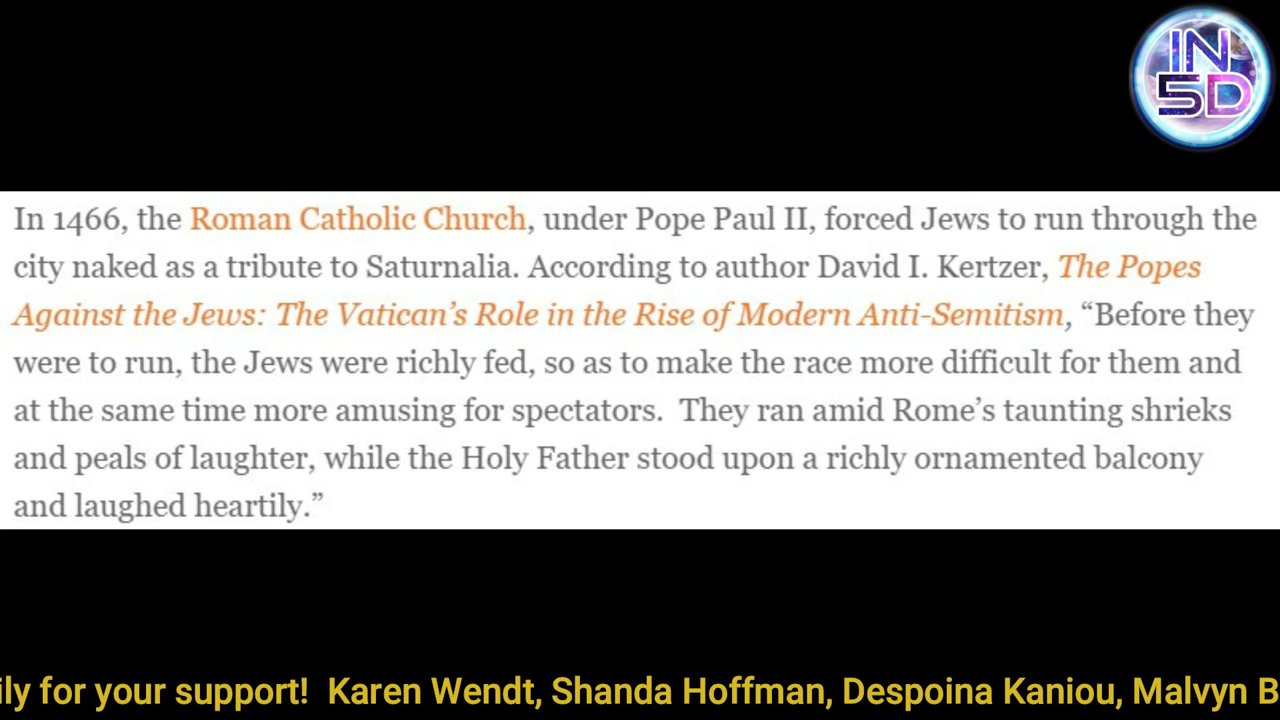 IN
5D
In 1466, the Roman Catholic Church, under Pope Paul II, forced Jews to run through the
city naked as a tribute to Saturnalia. According to author David I. Kertzer, The Popes
Against the Jews: The Vatican’s Role in the Rise of Modern Anti-Semitism, “Before they
were to run, the Jews were richly fed, so as to make the race more difficult for them and
at the same time more amusing for spectators.  They ran amid Rome’s taunting shrieks
and peals of laughter, while the Holy Father stood upon a richly ornamented balcony
and laughed heartily.”
ily for your support!  Karen Wendt, Shanda Hoffman, Despoina Kaniou, Malvyn B